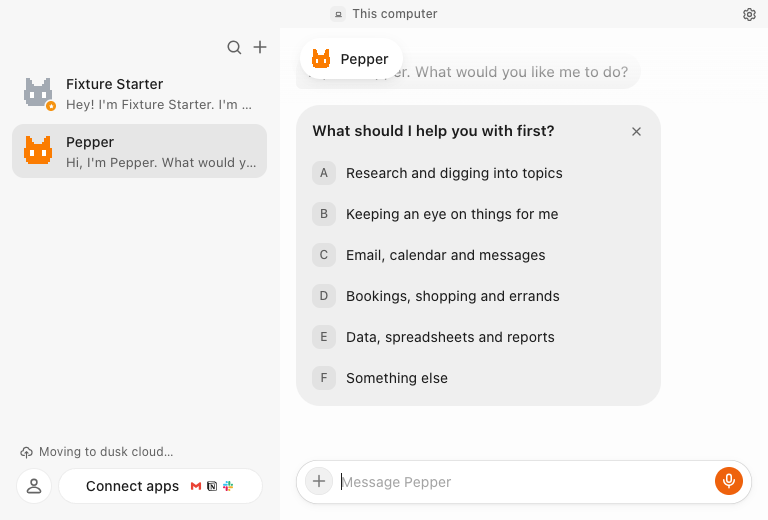 This computer
Fixture Starter
Hey! I'm Fixture Starter. I'm ...
Pepper
Hi, I'm Pepper. What would y...
Moving to dusk cloud...
Connect apps
Pepper
What would you like me to do?
What should I help you with first?
A Research and digging into topics
B Keeping an eye on things for me
C Email, calendar and messages
D Bookings, shopping and errands
E Data, spreadsheets and reports
F Something else
Message Pepper